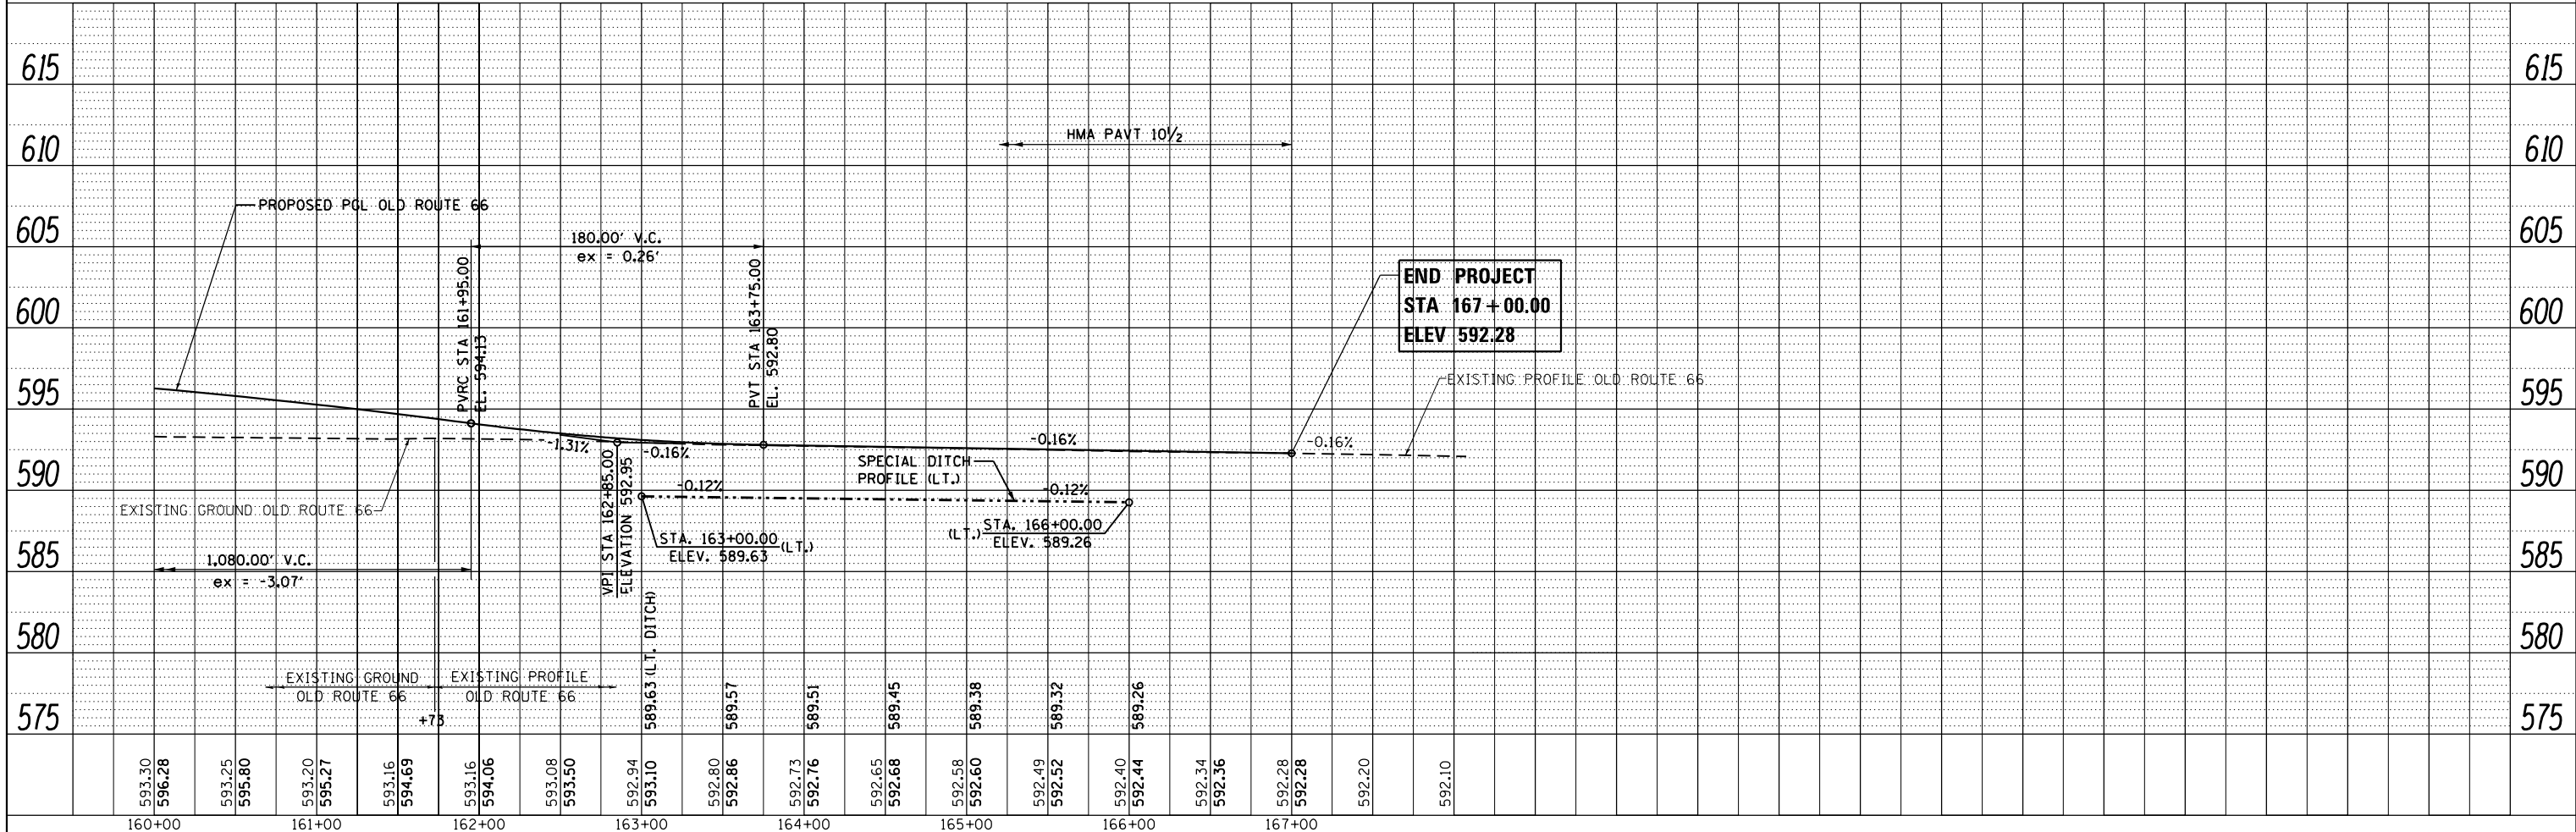 615
615
610
610
HMA PAVT 10½
PROPOSED PGL OLD ROUTE 66
605
605
180.00' V.C.
ex = 0.26'
PVRC STA 161+95.00
EL. 594.13
PVT STA 163+75.00
EL. 592.80
END PROJECT
STA 167+00.00
ELEV 592.28
600
600
EXISTING PROFILE OLD ROUTE 66
595
595
-1.31%
-0.16%
-0.16%
-0.16%
SPECIAL DITCH
PROFILE (LT.)
590
590
-0.12%
-0.12%
EXISTING GROUND OLD ROUTE 66
VPI STA 162+85.00
ELEVATION 592.95
STA. 163+00.00
ELEV. 589.63
(LT.)
(LT.)
STA. 166+00.00
ELEV. 589.26
585
585
1,080.00' V.C.
ex = -3.07'
580
580
EXISTING GROUND
OLD ROUTE 66
EXISTING PROFILE
OLD ROUTE 66
+73
575
575
589.63 (LT. DITCH)
589.57
589.51
589.45
589.38
589.32
589.26
593.30
596.28
593.25
595.80
593.20
595.27
593.16
594.69
593.16
594.06
593.08
593.50
592.94
593.10
592.80
592.86
592.73
592.76
592.65
592.68
592.58
592.60
592.49
592.52
592.40
592.44
592.34
592.36
592.28
592.28
592.20
592.10
160+00
161+00
162+00
163+00
164+00
165+00
166+00
167+00